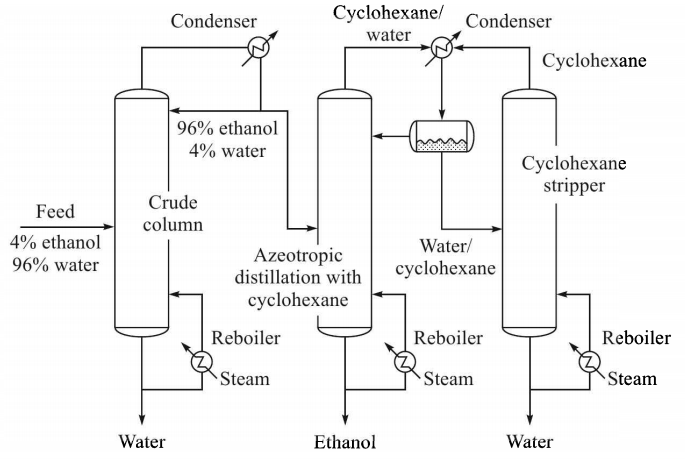 Condenser
Cyclohexane/
water
Condenser
Cyclohexane
96% ethanol
4% water
Cyclohexane
stripper
Crude
column
Feed
4% ethanol
96% water
Azeotropic
distillation with
cyclohexane
Water/
cyclohexane
Reboiler
Steam
Reboiler
Steam
Reboiler
Steam
Water
Ethanol
Water